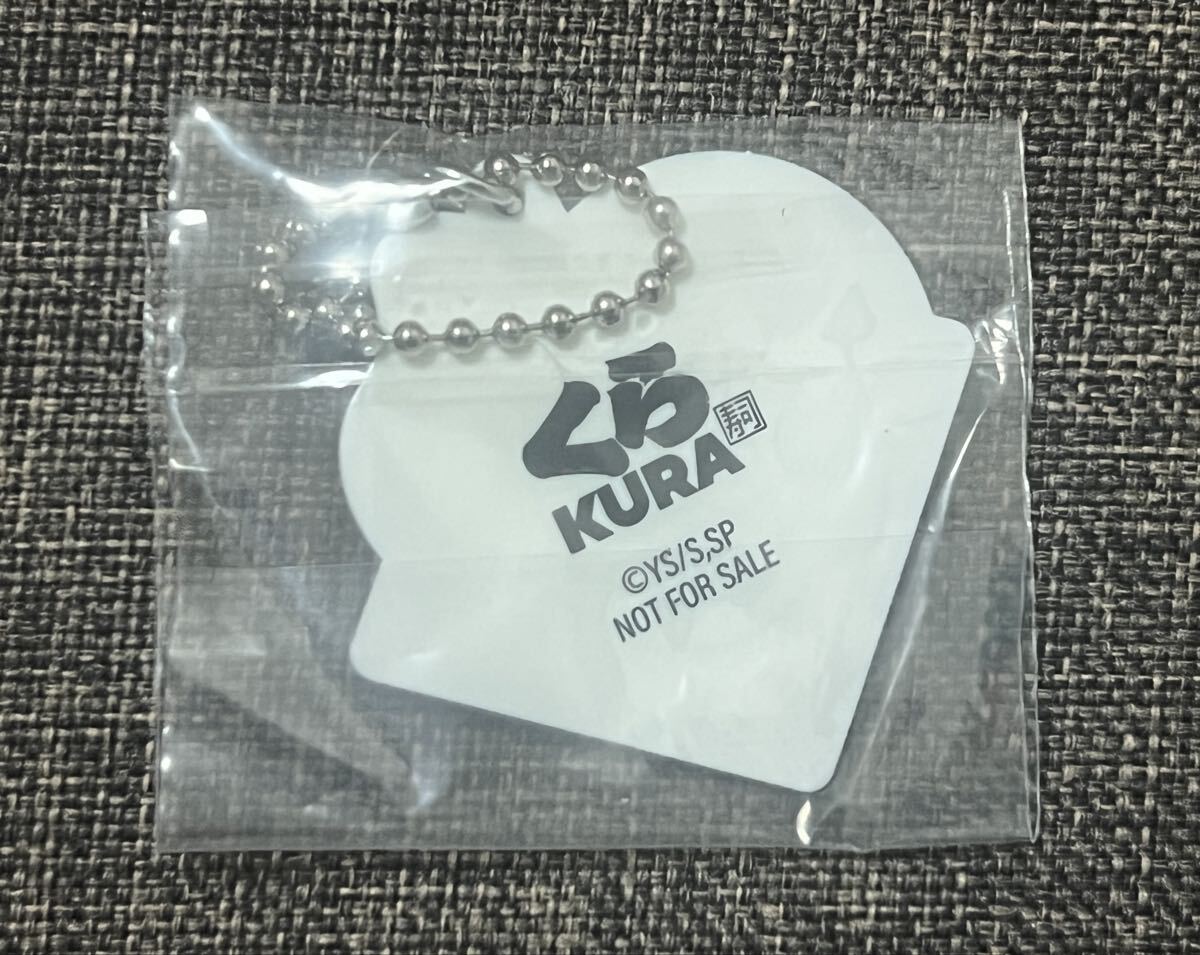 くら
KURA 寿司
©YS/S,SP
NOT FOR SALE